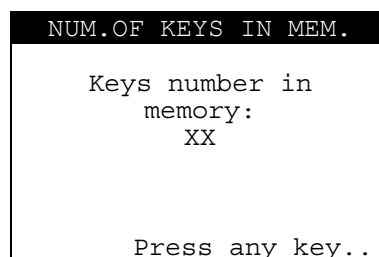 NUM.OF KEYS IN MEM.
Keys number in
memory:
XX
Press any key..